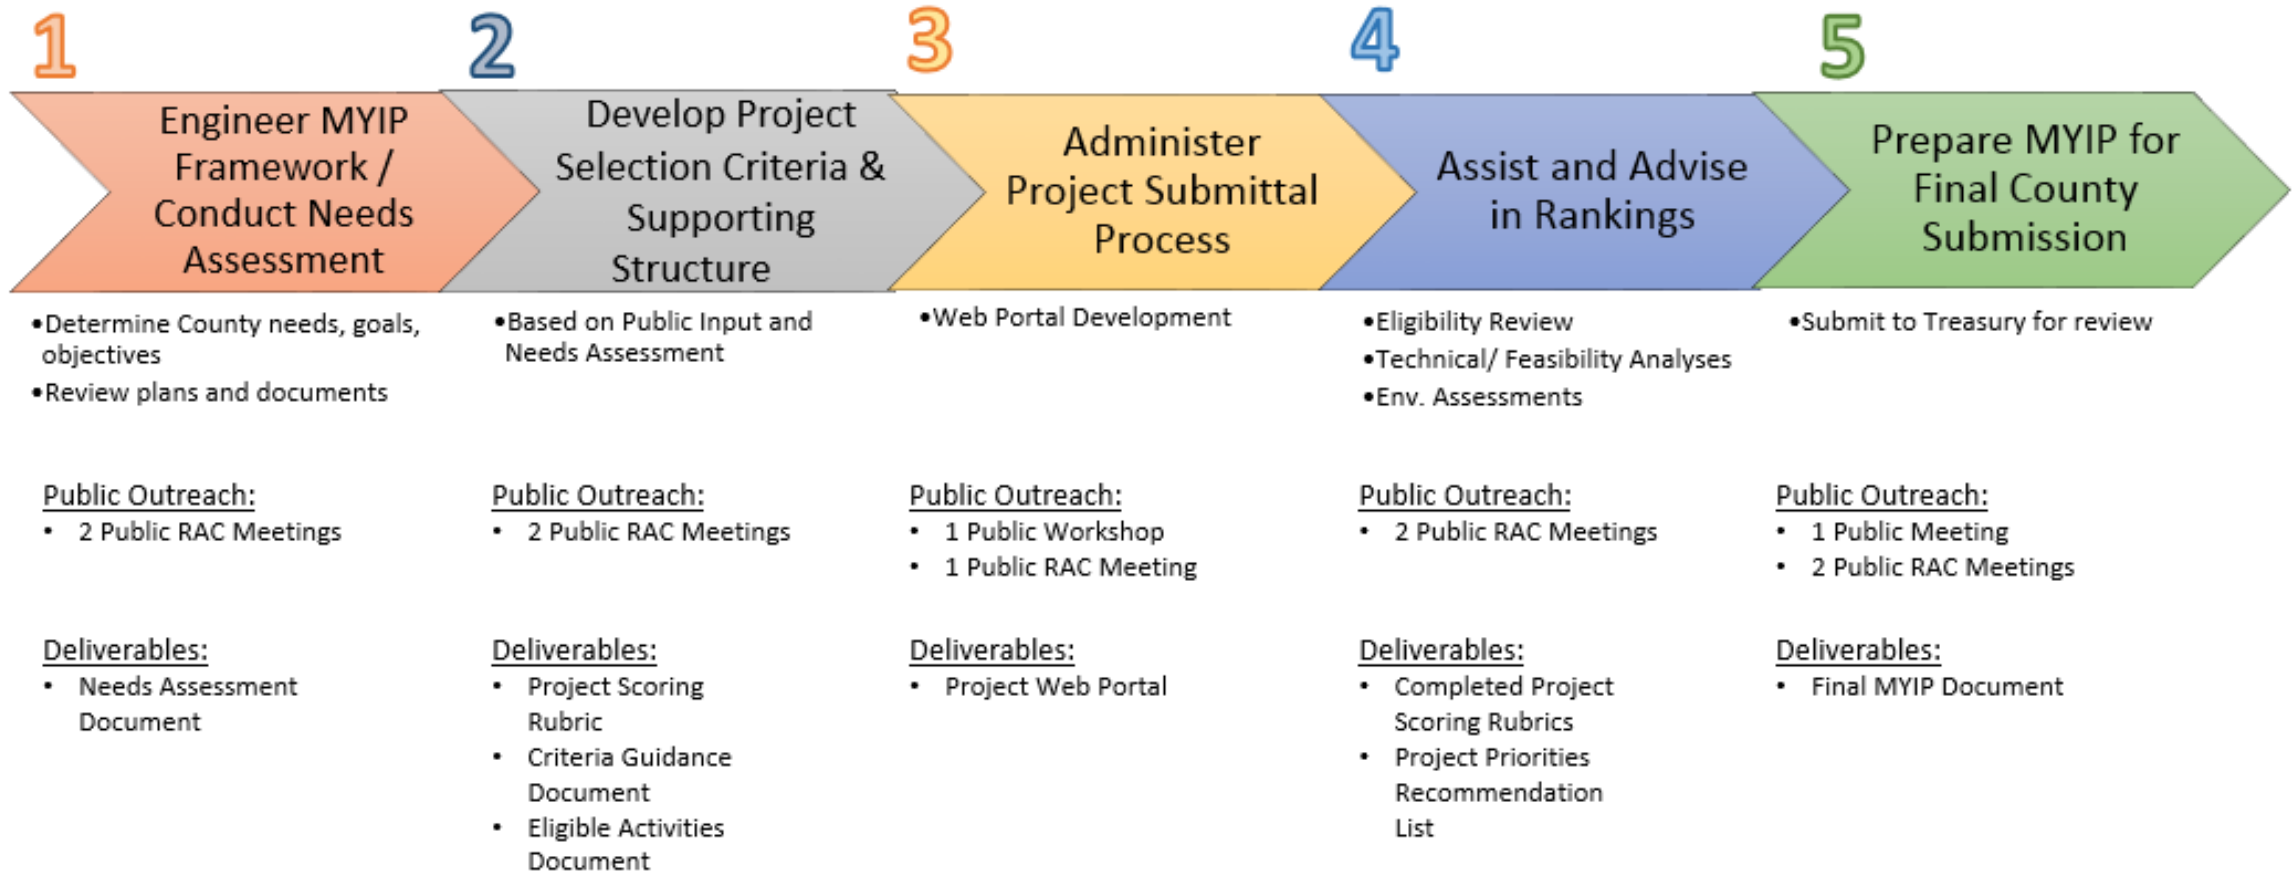 1
Engineer MYIP
Framework /
Conduct Needs
Assessment
•Determine County needs, goals,
objectives
•Review plans and documents
Public Outreach:
• 2 Public RAC Meetings
Deliverables:
• Needs Assessment
Document
2
Develop Project
Selection Criteria &
Supporting
Structure
•Based on Public Input and
Needs Assessment
Public Outreach:
• 2 Public RAC Meetings
Deliverables:
• Project Scoring
Rubric
• Criteria Guidance
Document
• Eligible Activities
Document
3
Administer
Project Submittal
Process
•Web Portal Development
Public Outreach:
• 1 Public Workshop
• 1 Public RAC Meeting
Deliverables:
• Project Web Portal
4
Assist and Advise
in Rankings
•Eligibility Review
•Technical/ Feasibility Analyses
•Env. Assessments
Public Outreach:
• 2 Public RAC Meetings
Deliverables:
• Completed Project
Scoring Rubrics
• Project Priorities
Recommendation
List
5
Prepare MYIP for
Final County
Submission
•Submit to Treasury for review
Public Outreach:
• 1 Public Meeting
• 2 Public RAC Meetings
Deliverables:
• Final MYIP Document